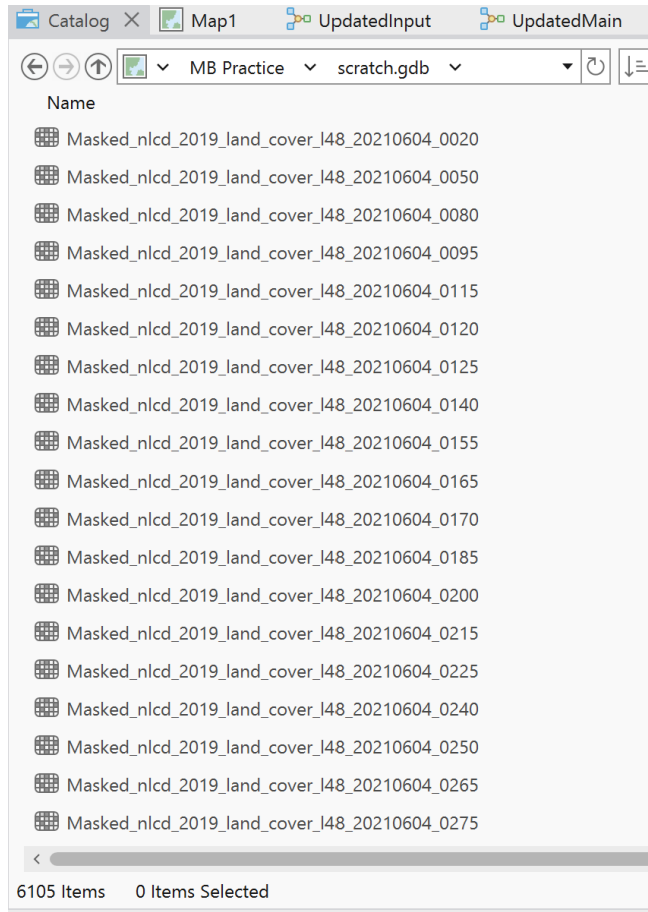 Catalog Map1 UpdatedInput UpdatedMain
MB Practice scratch.gdb
Name
Masked_nlcd_2019_land_cover_l48_20210604_0020
Masked_nlcd_2019_land_cover_l48_20210604_0050
Masked_nlcd_2019_land_cover_l48_20210604_0080
Masked_nlcd_2019_land_cover_l48_20210604_0095
Masked_nlcd_2019_land_cover_l48_20210604_0115
Masked_nlcd_2019_land_cover_l48_20210604_0120
Masked_nlcd_2019_land_cover_l48_20210604_0125
Masked_nlcd_2019_land_cover_l48_20210604_0140
Masked_nlcd_2019_land_cover_l48_20210604_0155
Masked_nlcd_2019_land_cover_l48_20210604_0165
Masked_nlcd_2019_land_cover_l48_20210604_0170
Masked_nlcd_2019_land_cover_l48_20210604_0185
Masked_nlcd_2019_land_cover_l48_20210604_0200
Masked_nlcd_2019_land_cover_l48_20210604_0215
Masked_nlcd_2019_land_cover_l48_20210604_0225
Masked_nlcd_2019_land_cover_l48_20210604_0240
Masked_nlcd_2019_land_cover_l48_20210604_0250
Masked_nlcd_2019_land_cover_l48_20210604_0265
Masked_nlcd_2019_land_cover_l48_20210604_0275
6105 Items 0 Items Selected